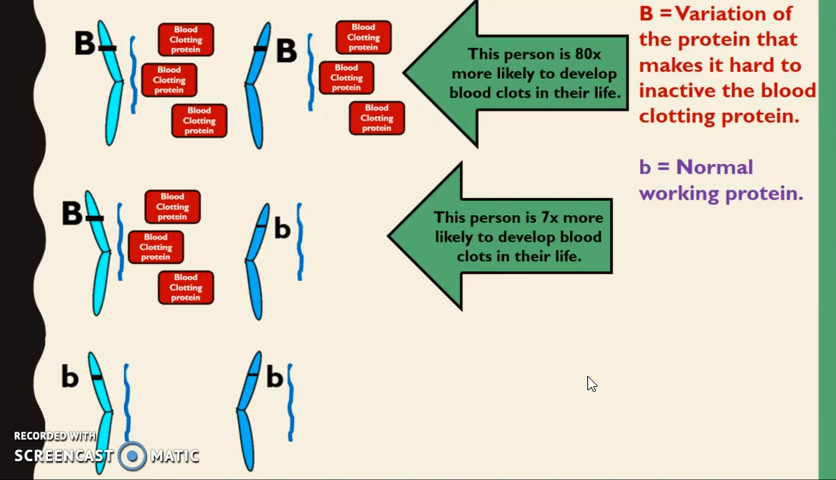 B
Blood
Clotting
protein
Blood
Clotting
protein
Blood
Clotting
protein
B
Blood
Clotting
protein
Blood
Clotting
protein
Blood
Clotting
protein
This person is 80x
more likely to develop
blood clots in their life.
B = Variation of
the protein that
makes it hard to
inactive the blood
clotting protein.
b = Normal
working protein.
B
Blood
Clotting
protein
Blood
Clotting
protein
Blood
Clotting
protein
b
This person is 7x more
likely to develop blood
clots in their life.
b
b
RECORDED WITH
SCREENCAST MATIC